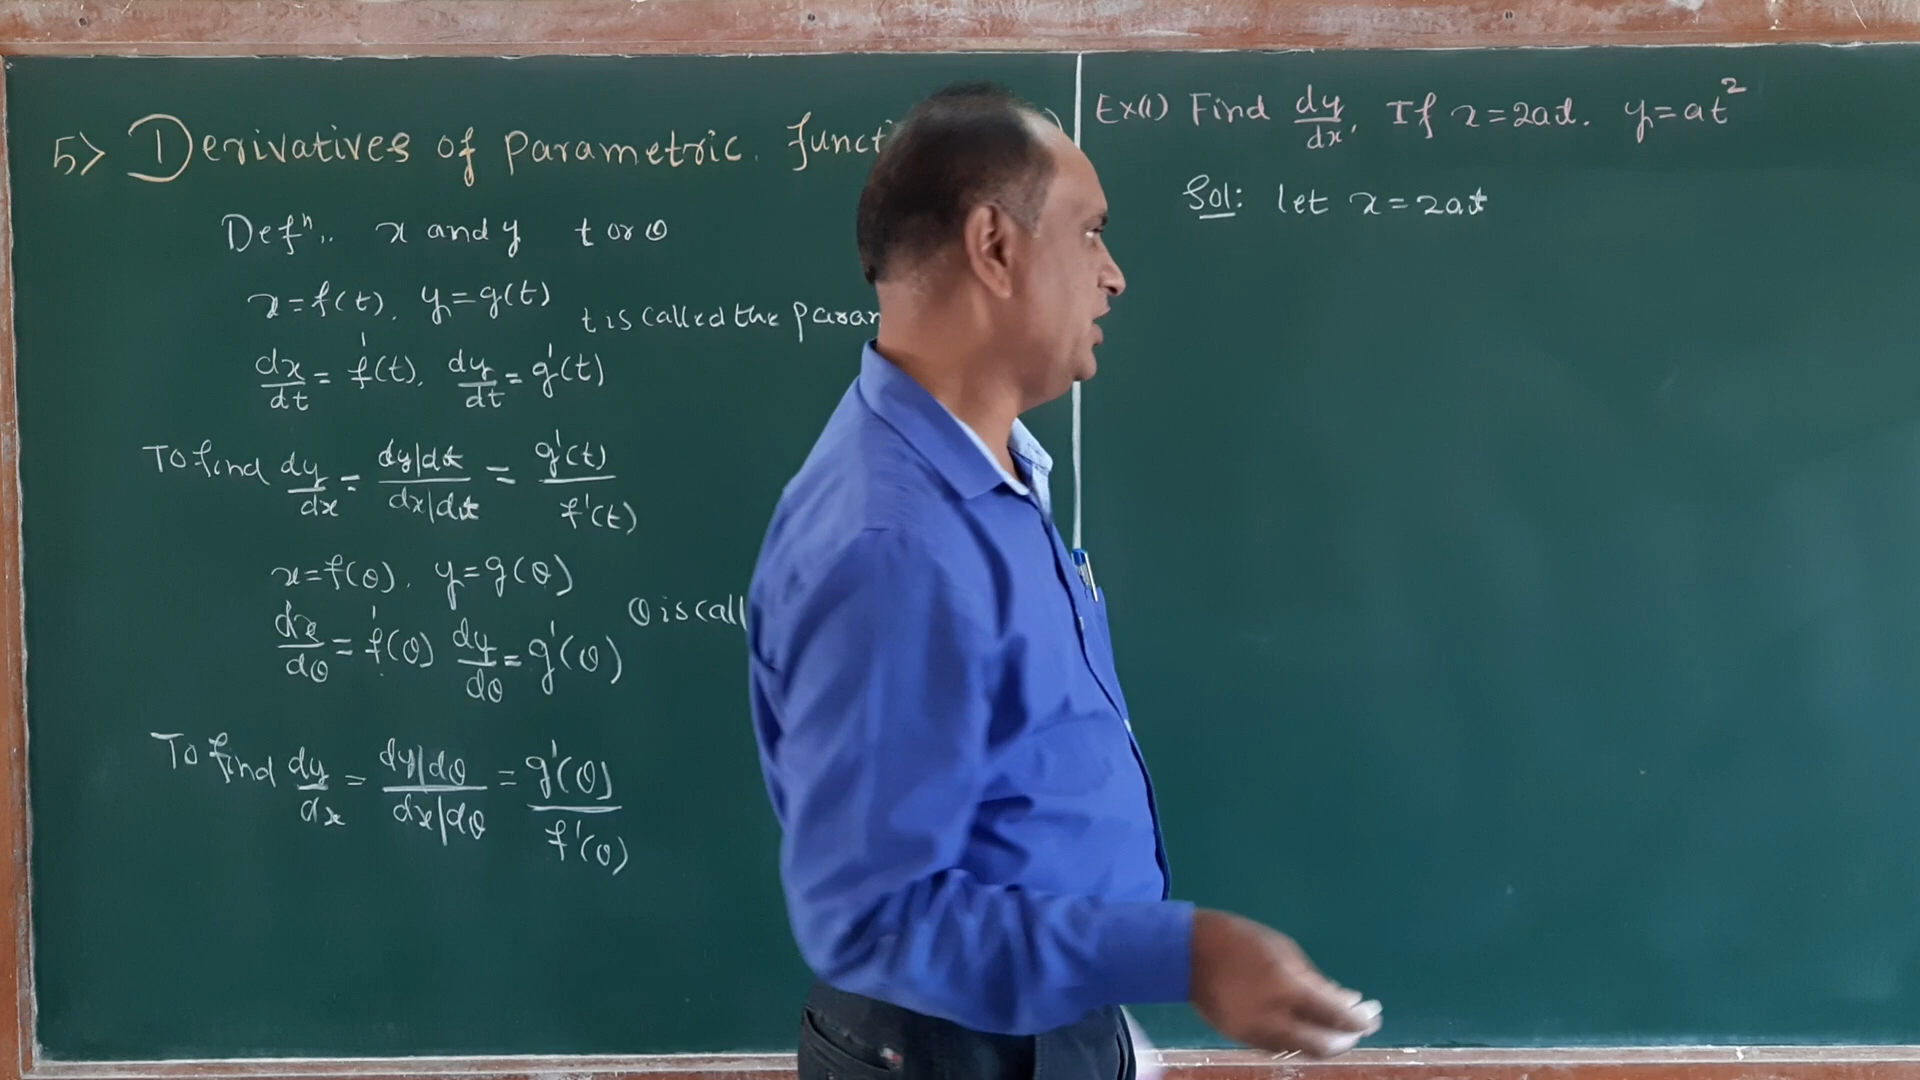 5> Derivatives of parametric functi
Defⁿ,. x and y t or θ
x=f(t), y=g(t)
t is called the param
dx/dt = f'(t), dy/dt = g'(t)
To find dy/dx = (dy|dt)/(dx|dt) = g'(t)/f'(t)
x=f(θ), y=g(θ)
θ is call
dx/dθ = f'(θ) dy/dθ = g'(θ)
To find dy/dx = (dy|dθ)/(dx|dθ) = g'(θ)/f'(θ)
Ex(1) Find dy/dx, If x=2at. y=at²
Sol: let x=2at